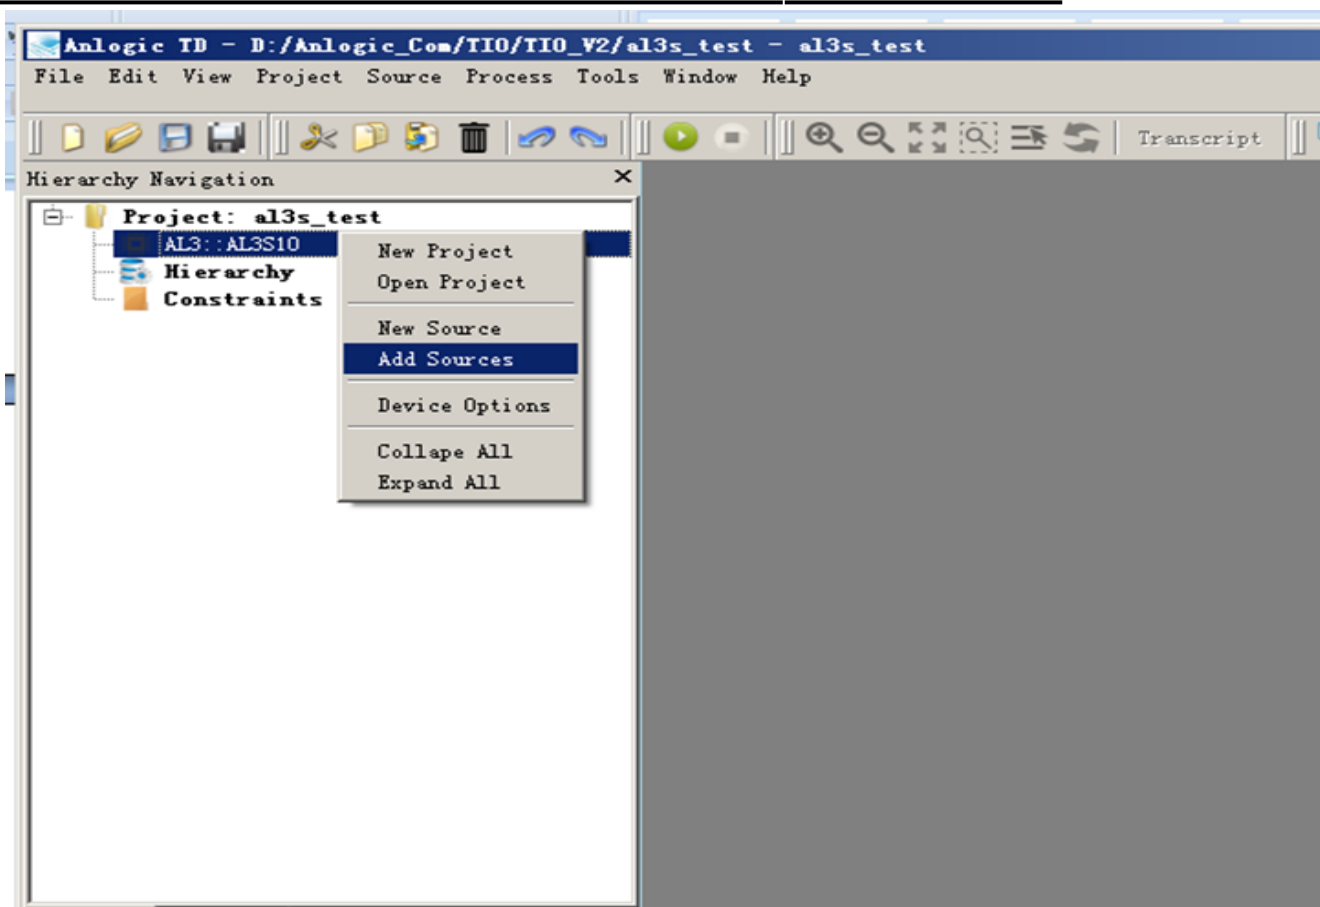 Anlogic TD - D:/Anlogic_Com/TIO/TIO_V2/al3s_test - al3s_test
File Edit View Project Source Process Tools Window Help
Transcript
Hierarchy Navigation
Project: al3s_test
AL3::AL3S10
Hierarchy
Constraints
New Project
Open Project
New Source
Add Sources
Device Options
Collape All
Expand All